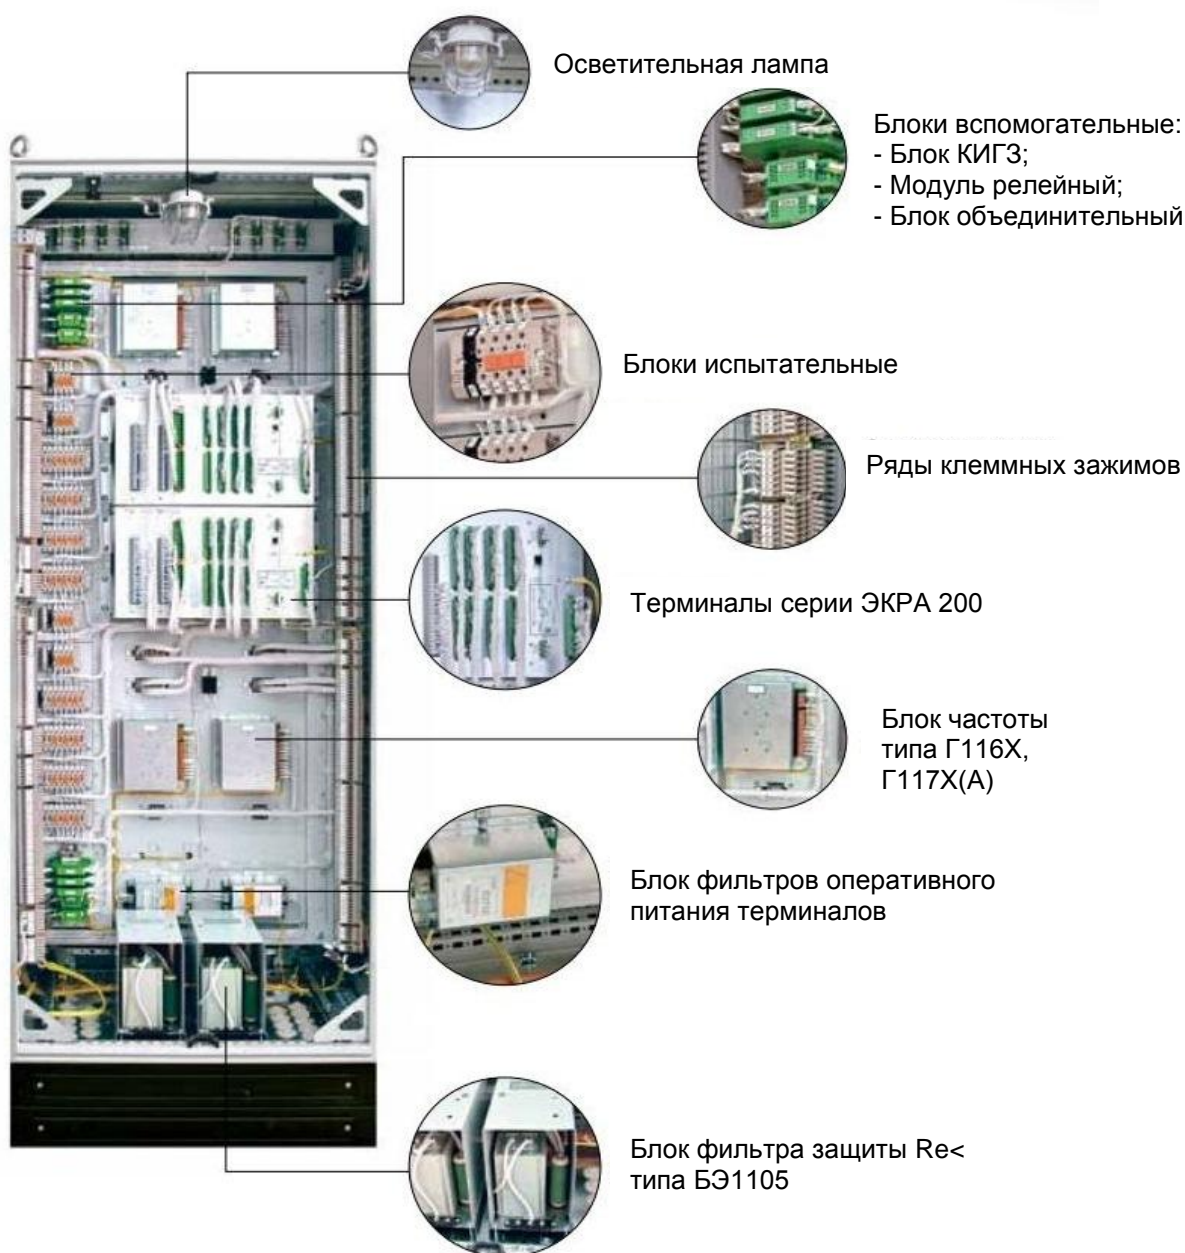 Осветительная лампа
Блоки вспомогательные:
- Блок КИГЗ;
- Модуль релейный;
- Блок объединительный
Блоки испытательные
Ряды клеммных зажимов
Терминалы серии ЭКРА 200
Блок частоты
типа Г116Х,
Г117Х(А)
Блок фильтров оперативного
питания терминалов
Блок фильтра защиты Re<
типа БЭ1105